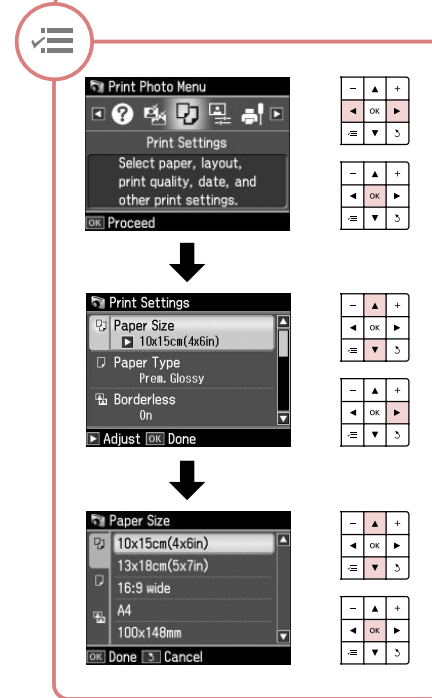 Print Photo Menu
Print Settings
Select paper, layout,
print quality, date, and
other print settings.
OK Proceed
- +
OK
- +
OK
Print Settings
Paper Size
10x15cm(4x6in)
Paper Type
Prem. Glossy
Borderless
On
Adjust OK Done
- +
OK
- +
OK
Paper Size
10x15cm(4x6in)
13x18cm(5x7in)
16:9 wide
A4
100x148mm
OK Done Cancel
- +
OK
- +
OK